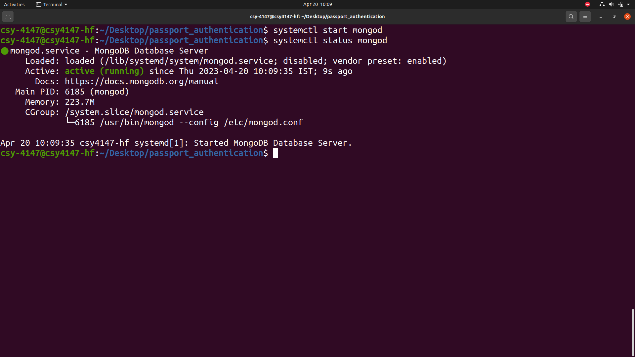 Activities Terminal Apr 20 10:09
csy-4147@csy4147-hf:~/Desktop/passport_authentication
csy-4147@csy4147-hf:~/Desktop/passport_authentication$ systemctl start mongod
csy-4147@csy4147-hf:~/Desktop/passport_authentication$ systemctl status mongod
● mongod.service - MongoDB Database Server
Loaded: loaded (/lib/systemd/system/mongod.service; disabled; vendor preset: enabled)
Active: active (running) since Thu 2023-04-20 10:09:35 IST; 9s ago
Docs: https://docs.mongodb.org/manual
Main PID: 6185 (mongod)
Memory: 223.7M
CGroup: /system.slice/mongod.service
└─6185 /usr/bin/mongod --config /etc/mongod.conf
Apr 20 10:09:35 csy4147-hf systemd[1]: Started MongoDB Database Server.
csy-4147@csy4147-hf:~/Desktop/passport_authentication$